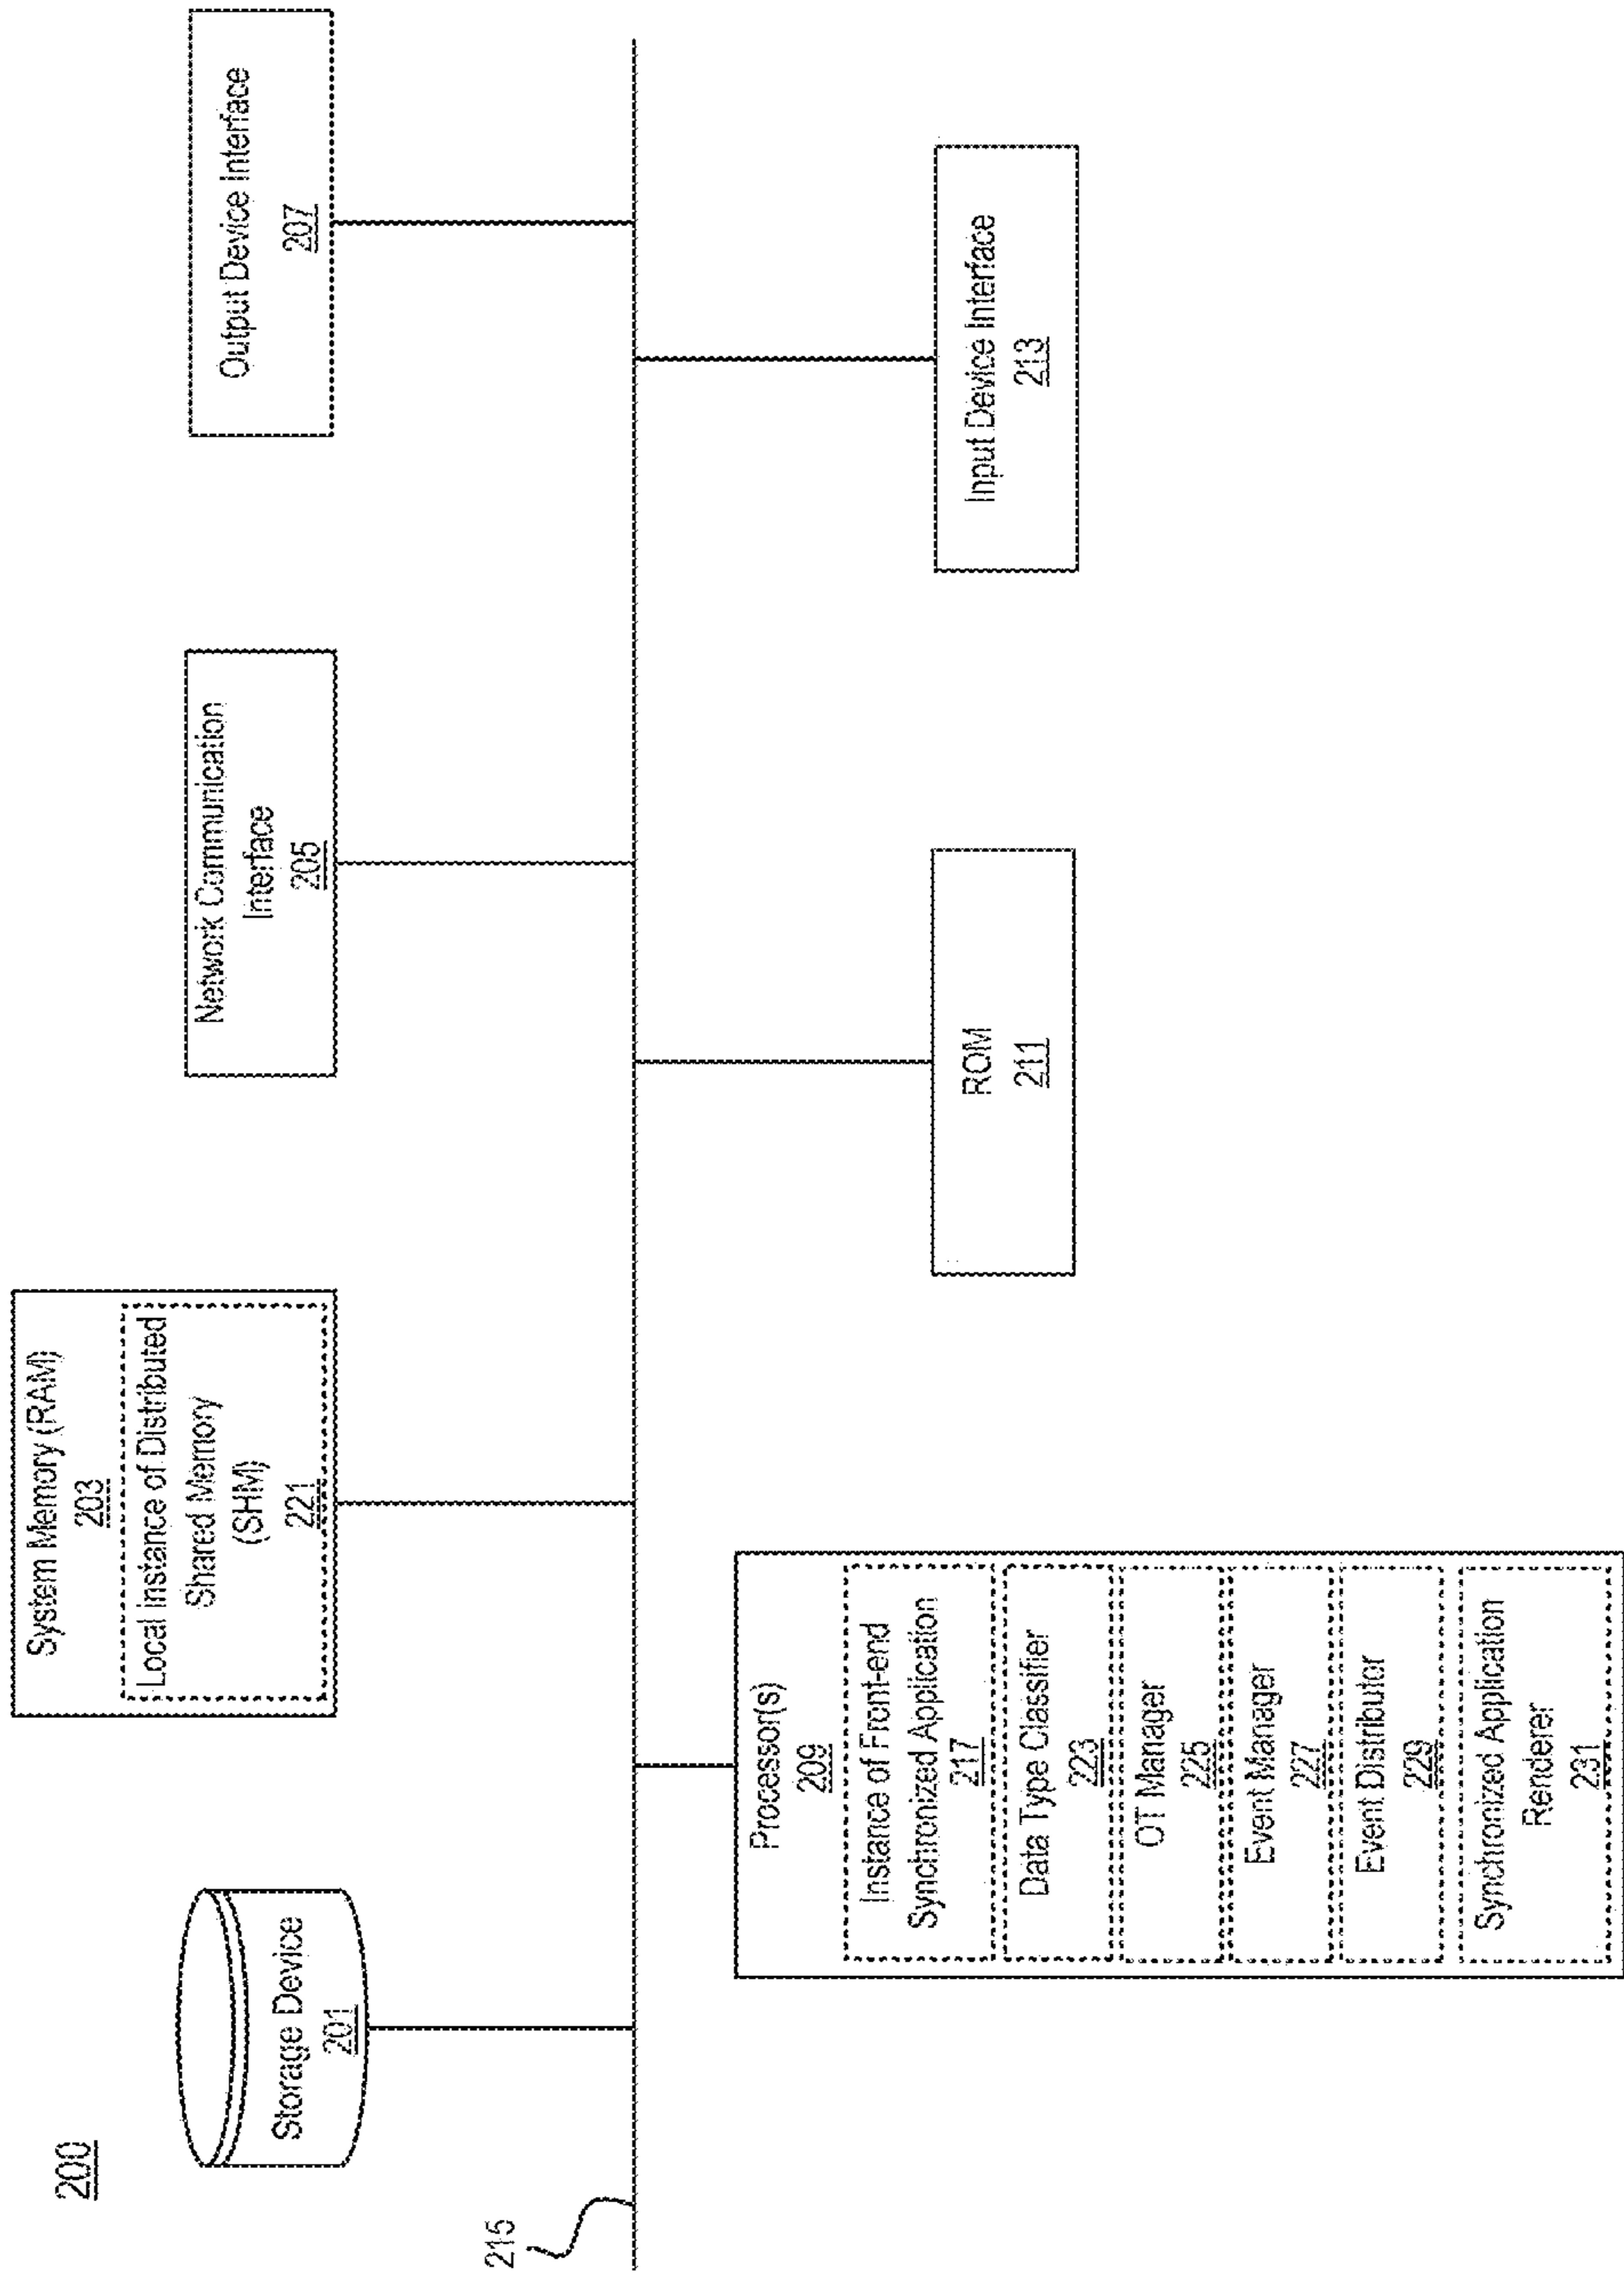 200
Storage Device
201
System Memory (RAM)
203
Local Instance of Distributed
Shared Memory
(SHM)
221
Network Communication
Interface
205
Output Device Interface
207
215
Processor(s)
209
Instance of Front-end
Synchronized Application
217
Data Type Classifier
223
OT Manager
225
Event Manager
227
Event Distributor
229
Synchronized Application
Renderer
231
ROM
211
Input Device Interface
213